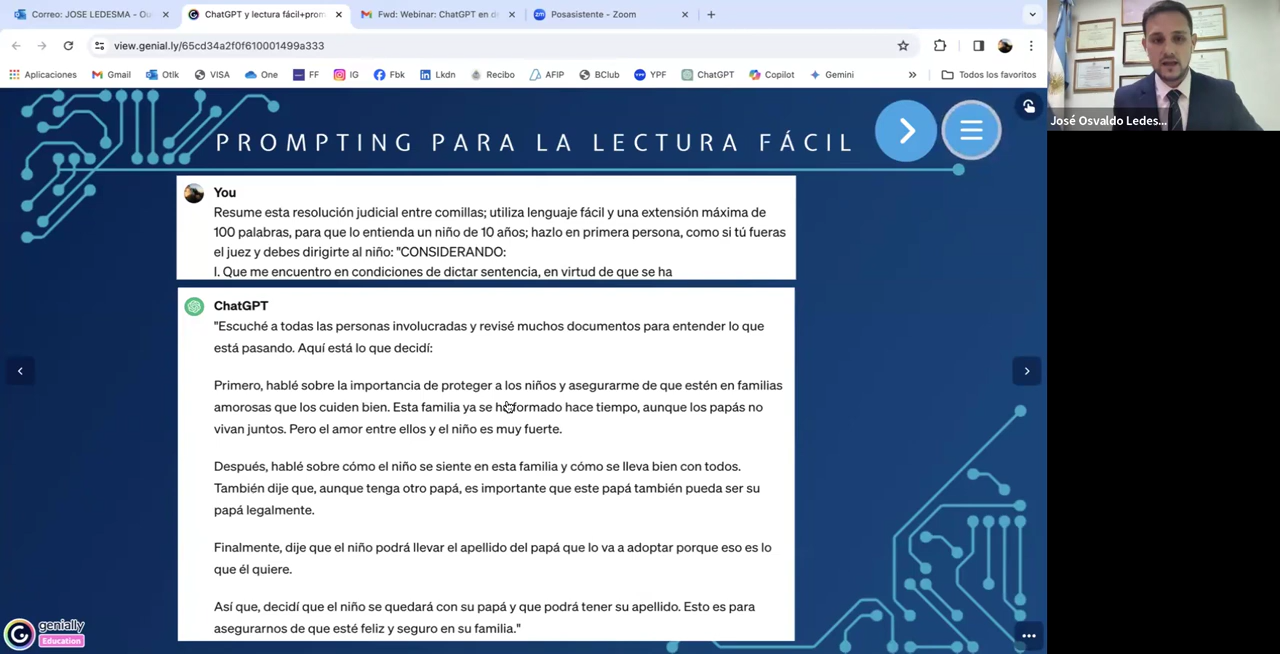 Correo: JOSE LEDESMA - Ou
ChatGPT y lectura fácil+prom
Fwd: Webinar: ChatGPT en d
Posasistente - Zoom
view.genial.ly/65cd34a2f0f610001499a333
Aplicaciones
Gmail
Otlk
VISA
One
FF
IG
Fbk
Lkdn
Recibo
AFIP
BClub
YPF
ChatGPT
Copilot
Gemini
Todos los favoritos
José Osvaldo Ledes...
PROMPTING PARA LA LECTURA FÁCIL
You
Resume esta resolución judicial entre comillas; utiliza lenguaje fácil y una extensión máxima de
100 palabras, para que lo entienda un niño de 10 años; hazlo en primera persona, como si tú fueras
el juez y debes dirigirte al niño: "CONSIDERANDO:
I. Que me encuentro en condiciones de dictar sentencia, en virtud de que se ha
ChatGPT
"Escuché a todas las personas involucradas y revisé muchos documentos para entender lo que
está pasando. Aquí está lo que decidí:
Primero, hablé sobre la importancia de proteger a los niños y asegurarme de que estén en familias
amorosas que los cuiden bien. Esta familia ya se ha formado hace tiempo, aunque los papás no
vivan juntos. Pero el amor entre ellos y el niño es muy fuerte.
Después, hablé sobre cómo el niño se siente en esta familia y cómo se lleva bien con todos.
También dije que, aunque tenga otro papá, es importante que este papá también pueda ser su
papá legalmente.
Finalmente, dije que el niño podrá llevar el apellido del papá que lo va a adoptar porque eso es lo
que él quiere.
Así que, decidí que el niño se quedará con su papá y que podrá tener su apellido. Esto es para
asegurarnos de que esté feliz y seguro en su familia."
genially
Education